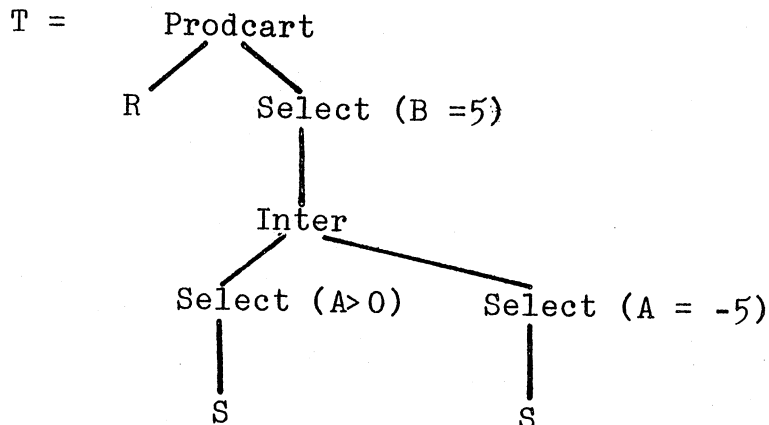 T = Prodcart
R Select (B =5)
Inter
Select (A>0) Select (A = -5)
S S